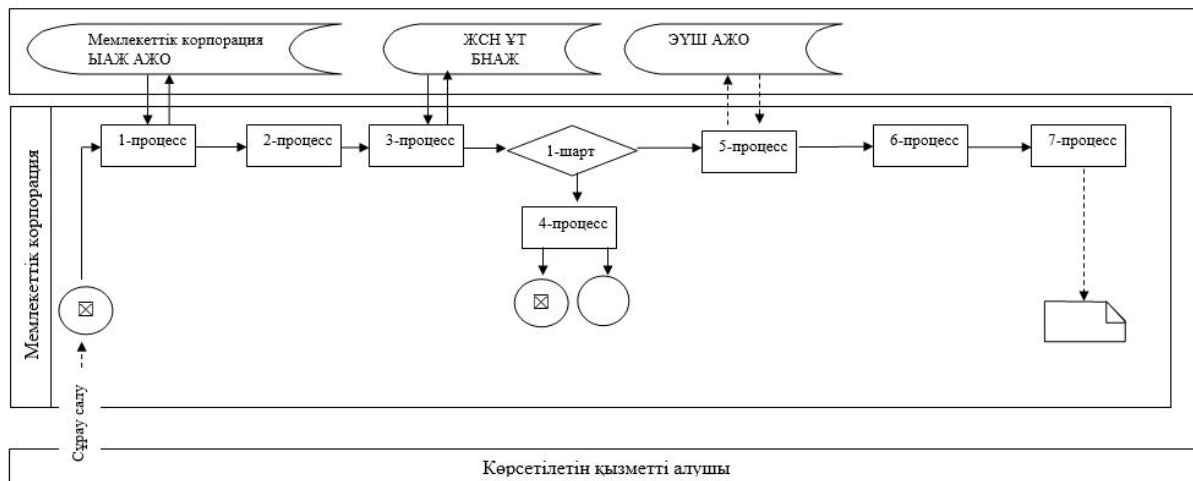 Мемлекеттік корпорация
ЫАЖ АЖО
ЖСН ҰТ
БНАЖ
ЭҮШ АЖО
Мемлекеттік корпорация
1-процесс
2-процесс
3-процесс
1-шарт
5-процесс
6-процесс
7-процесс
4-процесс
Сұрау салу
Көрсетілетін қызметті алушы